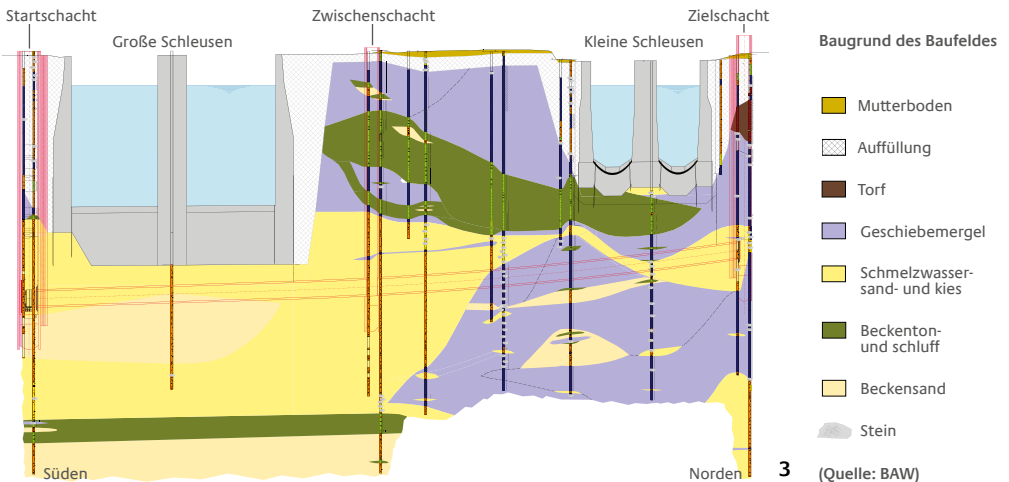 Startschacht
Zwischenschacht
Zielschacht
Große Schleusen
Kleine Schleusen
Baugrund des Baufeldes
Mutterboden
Auffüllung
Torf
Geschiebemergel
Schmelzwasser-
sand- und kies
Beckenton-
und schluff
Beckensand
Stein
Süden
Norden
3
(Quelle: BAW)